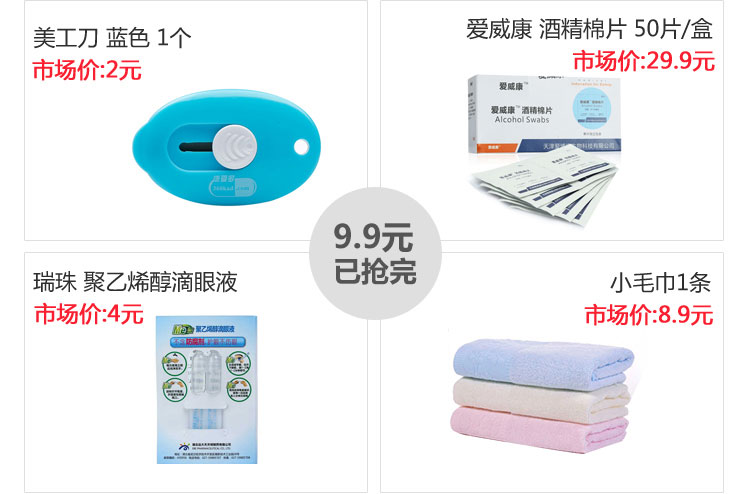 美工刀 蓝色 1个
市场价:2元
爱威康 酒精棉片 50片/盒
市场价:29.9元
爱威康™
爱威康™ 酒精棉片
Alcohol Swabs
9.9元
已抢完
瑞珠 聚乙烯醇滴眼液
市场价:4元
聚乙烯醇滴眼液
小毛巾1条
市场价:8.9元